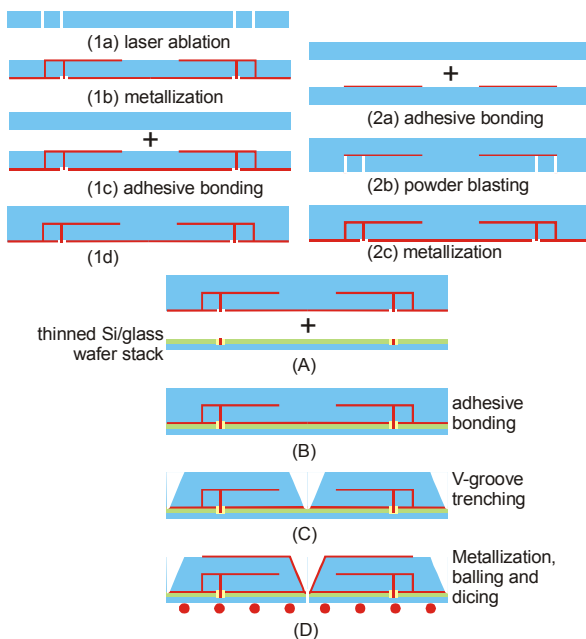 (1a) laser ablation
(1b) metallization
+
(1c) adhesive bonding
(1d)
+
(2a) adhesive bonding
(2b) powder blasting
(2c) metallization
+
thinned Si/glass
wafer stack
(A)
adhesive
bonding
(B)
V-groove
trenching
(C)
Metallization,
balling and
dicing
(D)